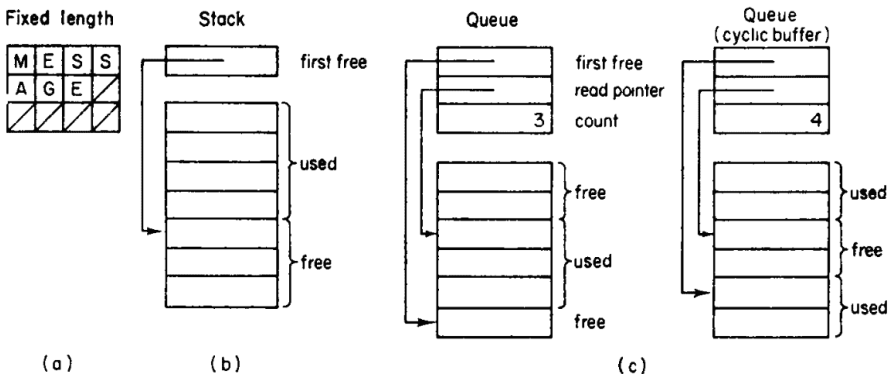 Fixed length
M E S S
A G E
(a)
Stack
first free
used
free
(b)
Queue
first free
read pointer
count
3
free
used
free
Queue
(cyclic buffer)
4
used
free
used
(c)